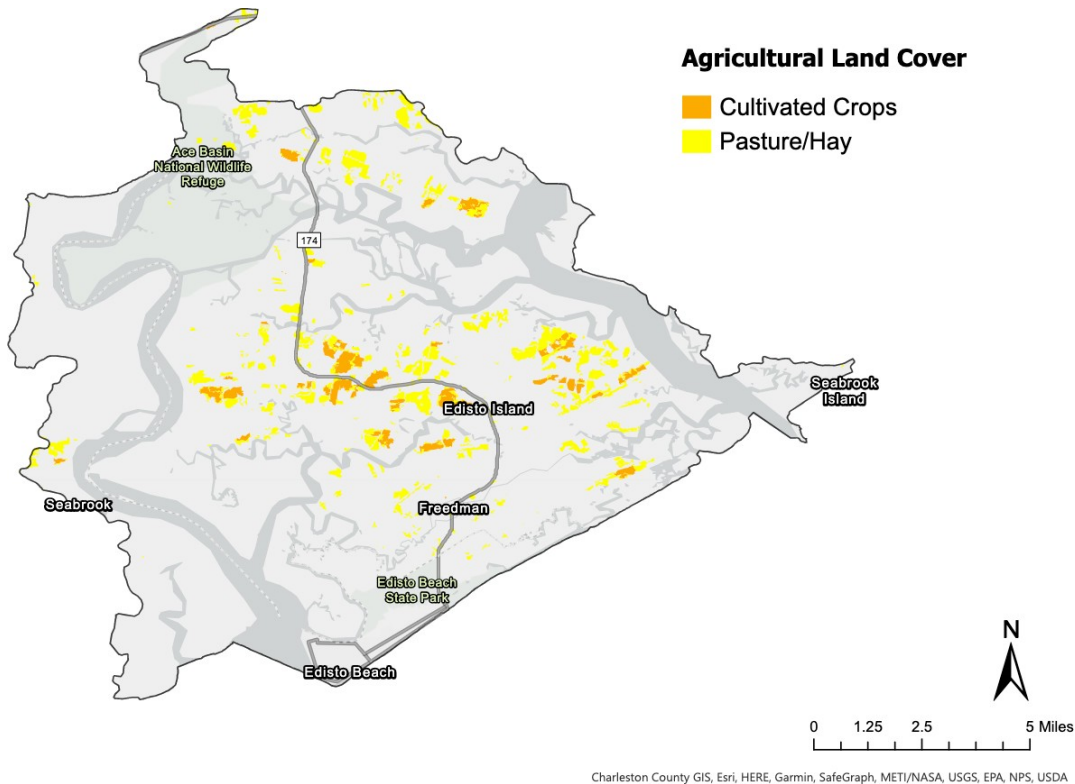 Agricultural Land Cover
Cultivated Crops
Pasture/Hay
Ace Basin
National Wildlife
Refuge
174
Seabrook
Island
Edisto Island
Seabrook
Freedman
Edisto Beach
State Park
Edisto Beach
N
0 1.25 2.5 5 Miles
Charleston County GIS, Esri, HERE, Garmin, SafeGraph, METI/NASA, USGS, EPA, NPS, USDA